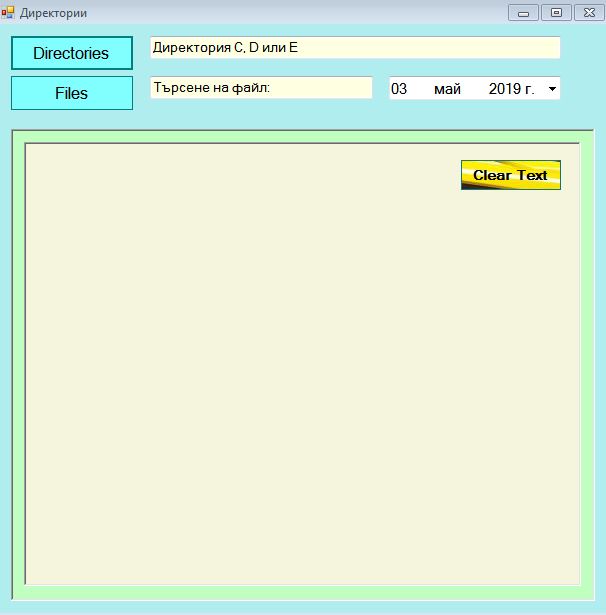 Директории
Directories
Директория C, D или E
Files
Търсене на файл:
03 май 2019 г.
Clear Text